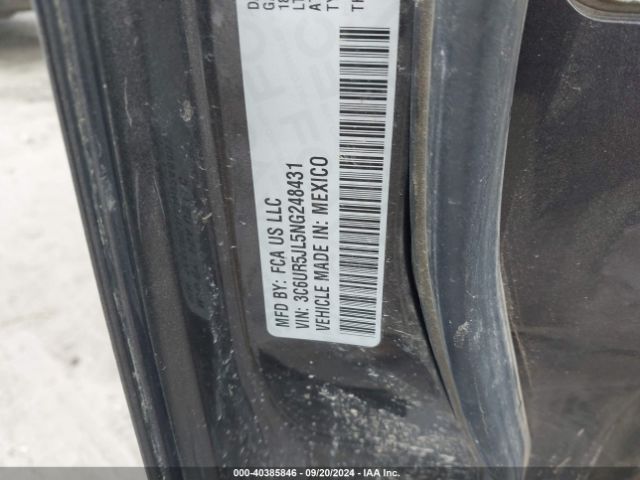 MFD BY: FCA US LLC
VIN: 3C6UR5JL5NG248431
VEHICLE MADE IN: MEXICO
000-40385846 - 09/20/2024 - IAA Inc.